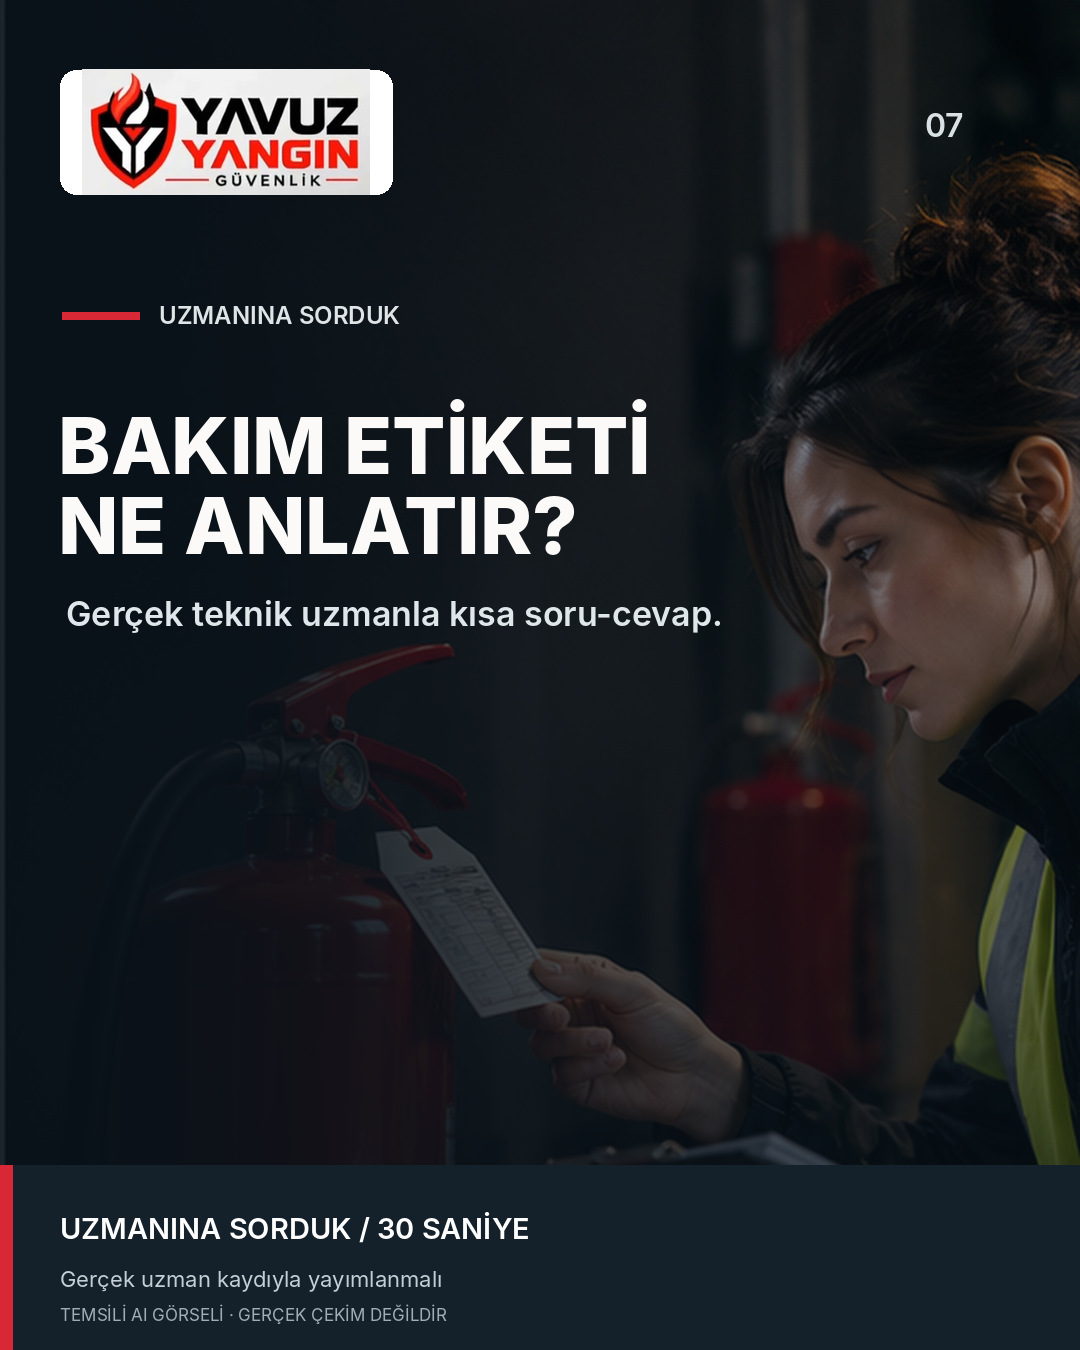 YAVUZ
YANGIN
GÜVENLİK
07
UZMANINA SORDUK
BAKIM ETİKETİ
NE ANLATIR?
Gerçek teknik uzmanla kısa soru-cevap.
UZMANINA SORDUK / 30 SANİYE
Gerçek uzman kaydıyla yayımlanmalı
TEMSİLİ AI GÖRSELİ · GERÇEK ÇEKİM DEĞİLDİR